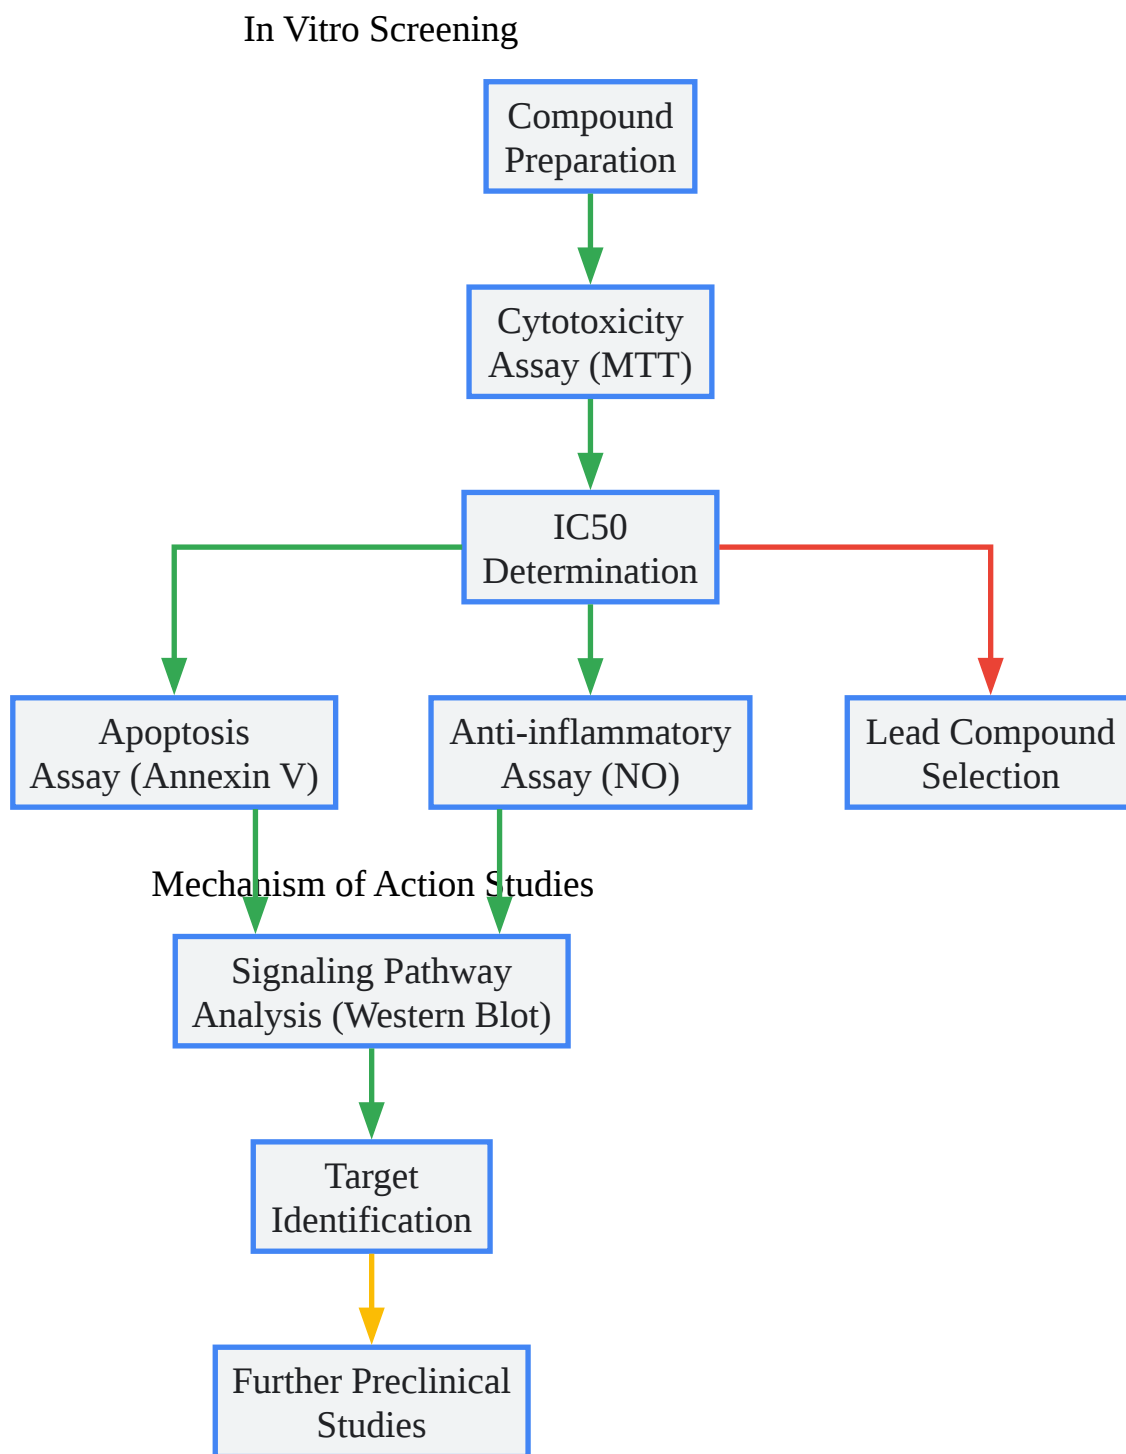 In Vitro Screening
Compound
Preparation
Cytotoxicity
Assay (MTT)
IC50
Determination
Apoptosis
Assay (Annexin V)
Anti-inflammatory
Assay (NO)
Lead Compound
Selection
Mechanism of Action Studies
Signaling Pathway
Analysis (Western Blot)
Target
Identification
Further Preclinical
Studies